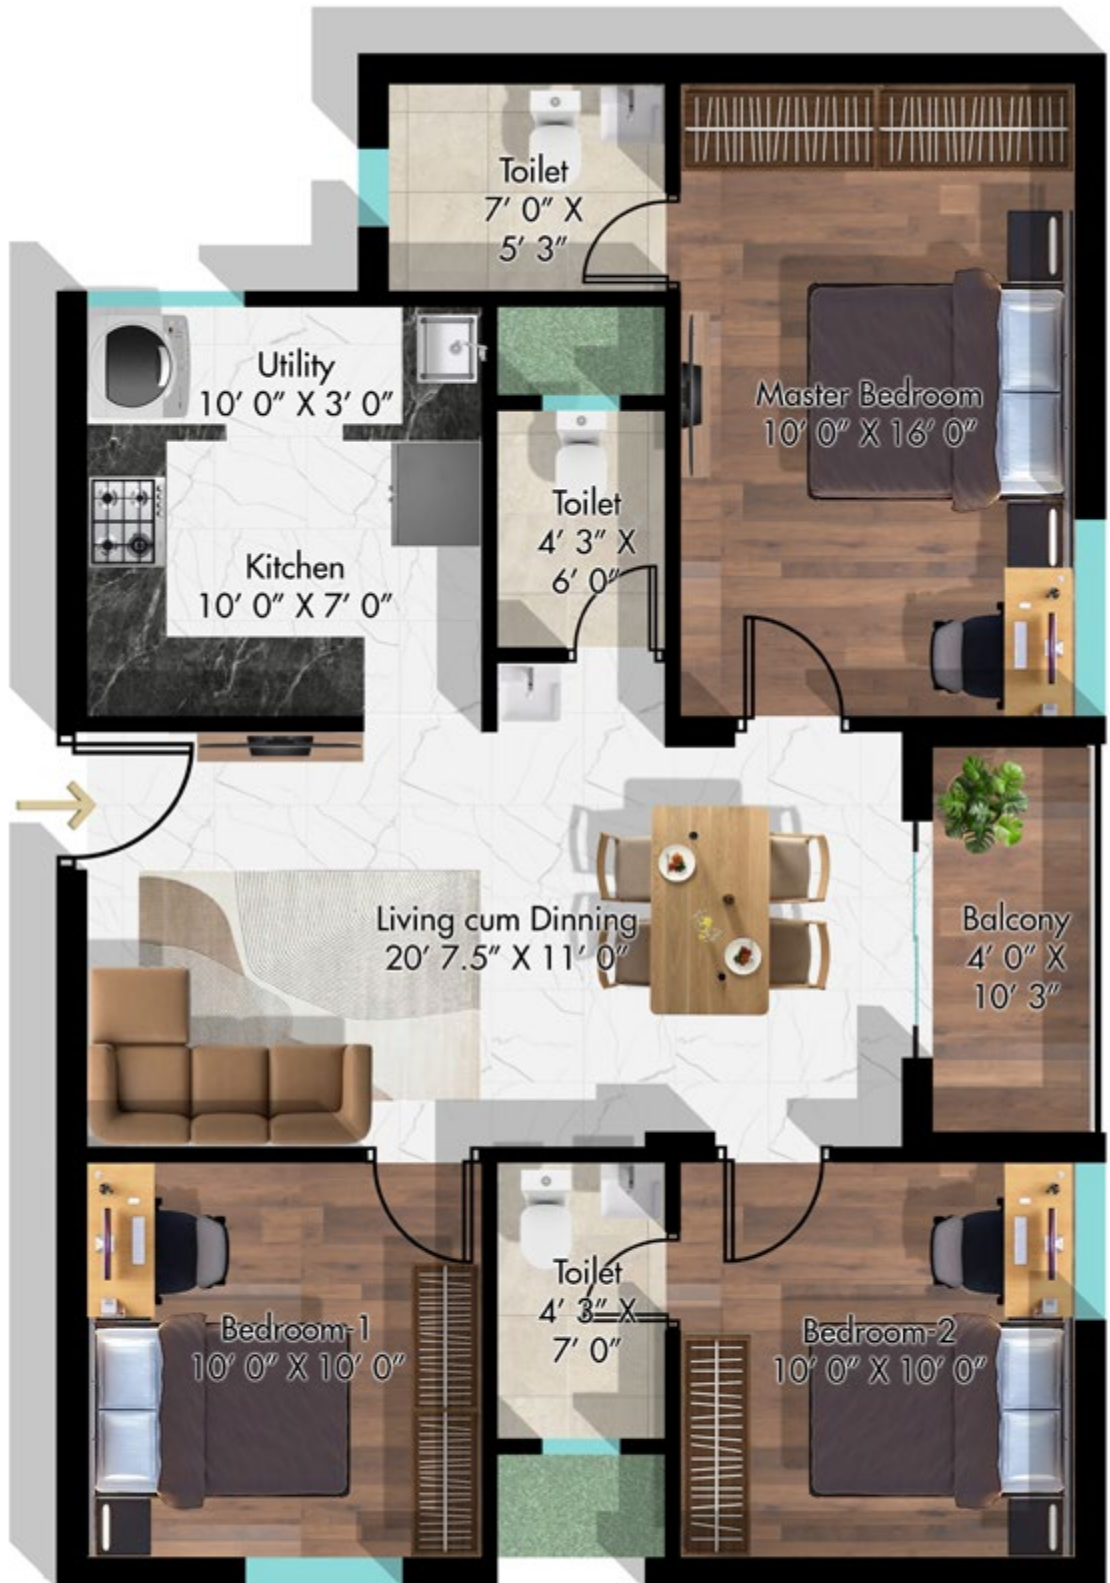 Toilet
7' 0" X
5' 3"
Utility
10' 0" X 3' 0"
Master Bedroom
10' 0" X 16' 0"
Toilet
4' 3" X
6' 0"
Kitchen
10' 0" X 7' 0"
Living cum Dinning
20' 7.5" X 11' 0"
Balcony
4' 0" X
10' 3"
Toilet
4' 3" X
7' 0"
Bedroom-1
10' 0" X 10' 0"
Bedroom-2
10' 0" X 10' 0"